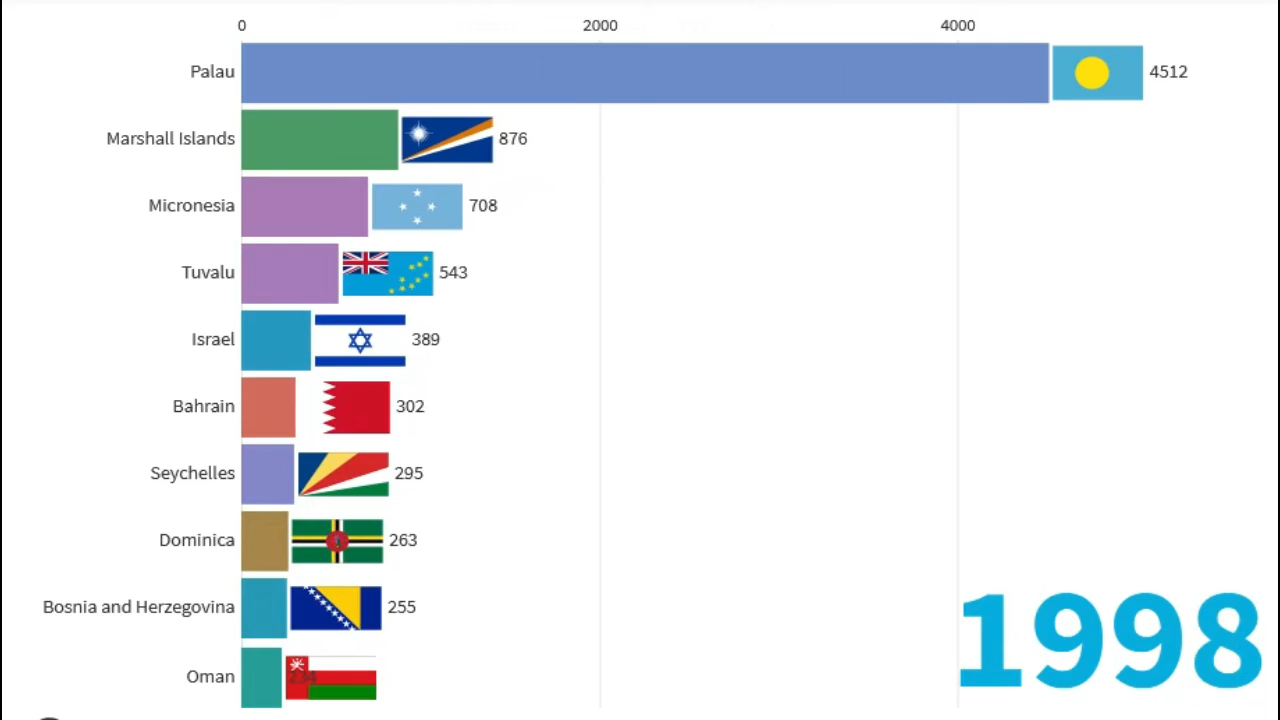 0 2000 4000
Palau 4512
Marshall Islands 876
Micronesia 708
Tuvalu 543
Israel 389
Bahrain 302
Seychelles 295
Dominica 263
Bosnia and Herzegovina 255
Oman 234
1998